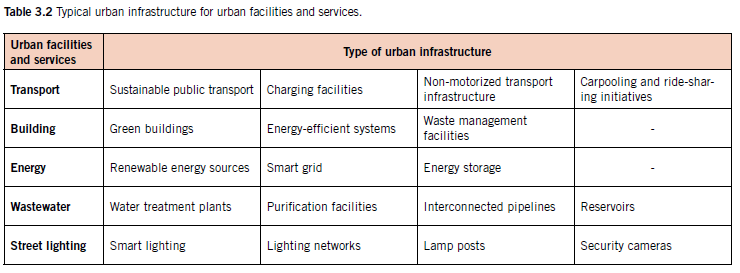 Table 3.2 Typical urban infrastructure for urban facilities and services.
Urban facilities
and services
Type of urban infrastructure
Transport
Sustainable public transport
Charging facilities
Non-motorized transport
infrastructure
Carpooling and ride-shar-
ing initiatives
Building
Green buildings
Energy-efficient systems
Waste management
facilities
-
Energy
Renewable energy sources
Smart grid
Energy storage
-
Wastewater
Water treatment plants
Purification facilities
Interconnected pipelines
Reservoirs
Street lighting
Smart lighting
Lighting networks
Lamp posts
Security cameras